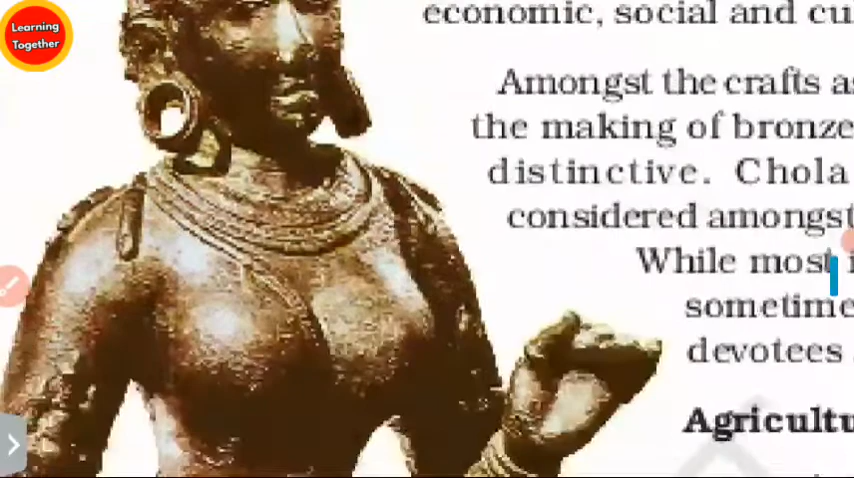 Learning
Together
economic, social and cu
Amongst the crafts as
the making of bronze
distinctive. Chola
considered amongst
While most i
sometime
devotees
Agricultu